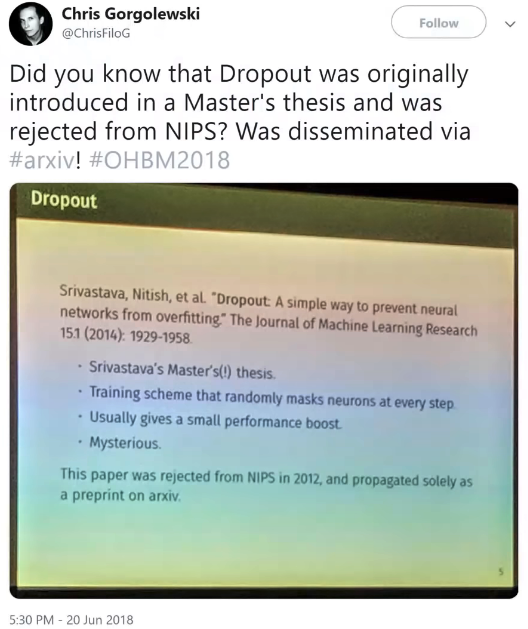 Chris Gorgolewski
@ChrisFiloG
Follow
Did you know that Dropout was originally
introduced in a Master's thesis and was
rejected from NIPS? Was disseminated via
#arxiv! #OHBM2018
Dropout
Srivastava, Nitish, et al. "Dropout: A simple way to prevent neural
networks from overfitting." The Journal of Machine Learning Research
15.1 (2014): 1929-1958.
· Srivastava's Master's(!) thesis.
· Training scheme that randomly masks neurons at every step.
· Usually gives a small performance boost.
· Mysterious.
This paper was rejected from NIPS in 2012, and propagated solely as
a preprint on arxiv.
5
5:30 PM - 20 Jun 2018